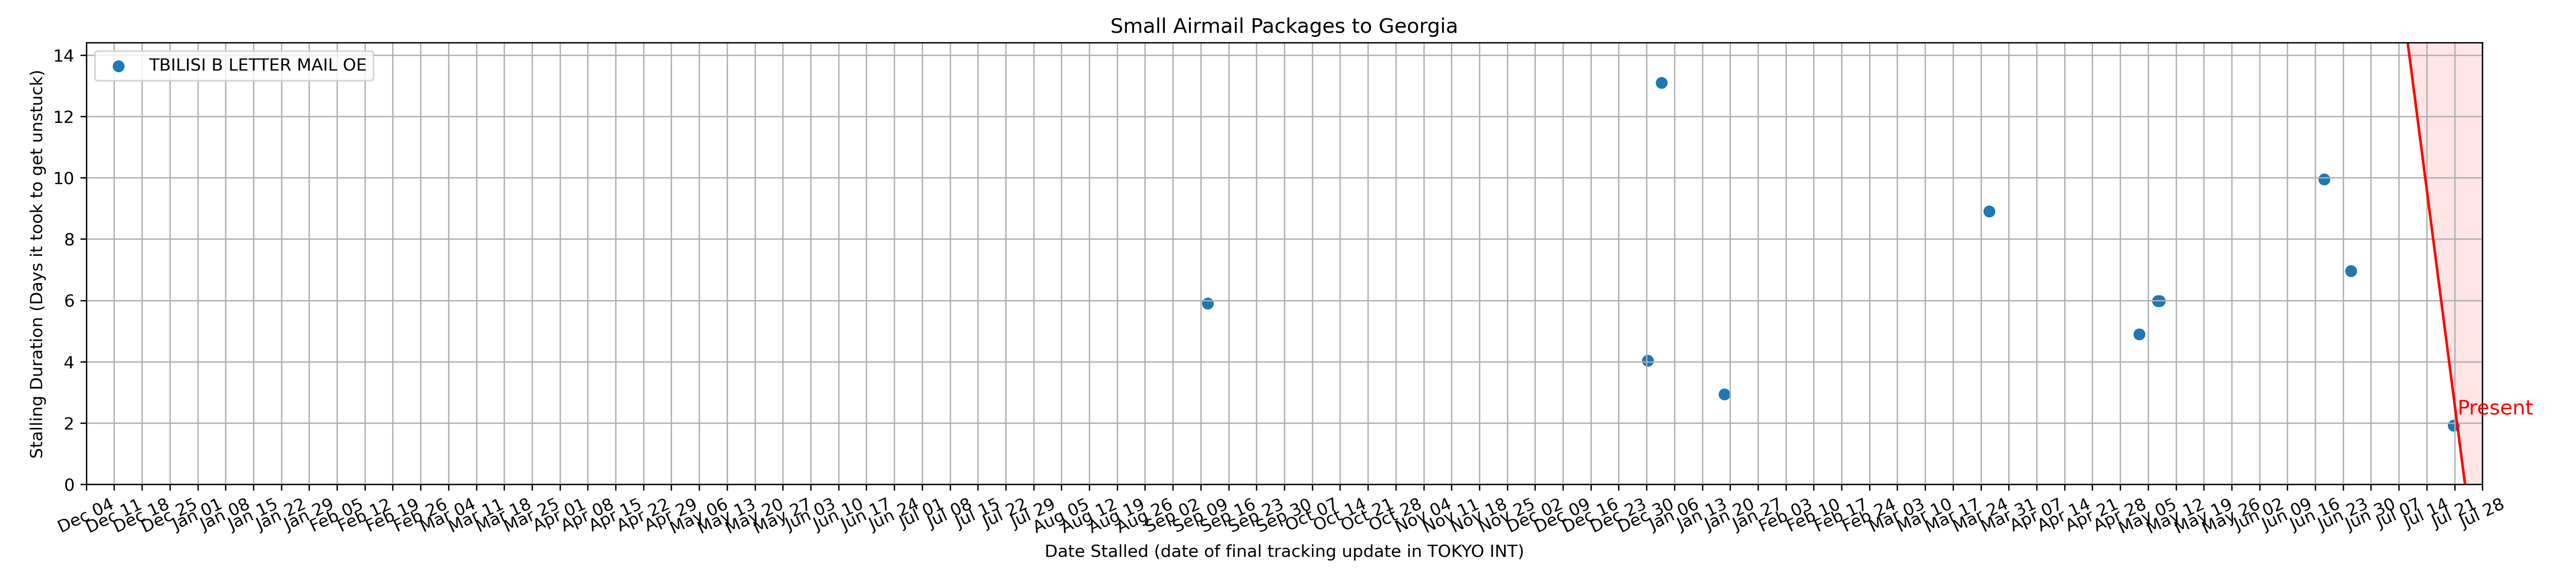 Small Airmail Packages to Georgia
TBILISI B LETTER MAIL OE
Stalling Duration (Days it took to get unstuck)
14
12
10
8
6
4
2
0
Present
Dec 04
Dec 11
Dec 18
Dec 25
Jan 01
Jan 08
Jan 15
Jan 22
Jan 29
Feb 05
Feb 12
Feb 19
Feb 26
Mar 04
Mar 11
Mar 18
Mar 25
Apr 01
Apr 08
Apr 15
Apr 22
Apr 29
May 06
May 13
May 20
May 27
Jun 03
Jun 10
Jun 17
Jun 24
Jul 01
Jul 08
Jul 15
Jul 22
Jul 29
Aug 05
Aug 12
Aug 19
Aug 26
Sep 02
Sep 09
Sep 16
Sep 23
Sep 30
Oct 07
Oct 14
Oct 21
Oct 28
Nov 04
Nov 11
Nov 18
Nov 25
Dec 02
Dec 09
Dec 16
Dec 23
Dec 30
Jan 06
Jan 13
Jan 20
Jan 27
Feb 03
Feb 10
Feb 17
Feb 24
Mar 03
Mar 10
Mar 17
Mar 24
Mar 31
Apr 07
Apr 14
Apr 21
Apr 28
May 05
May 12
May 19
May 26
Jun 02
Jun 09
Jun 16
Jun 23
Jun 30
Jul 07
Jul 14
Jul 21
Jul 28
Date Stalled (date of final tracking update in TOKYO INT)